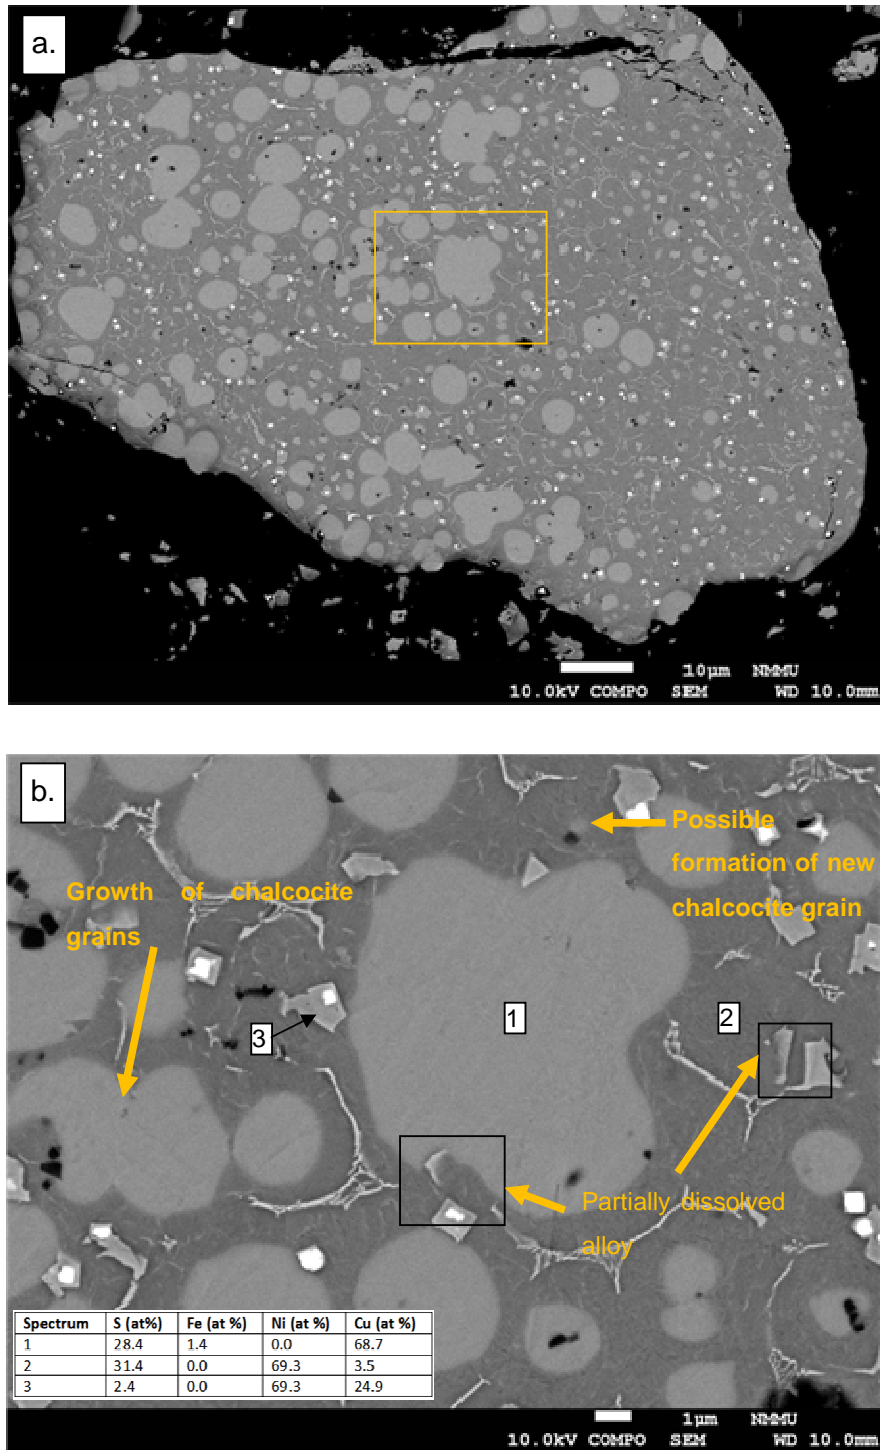 a.
10µm NMMU
10.0kV COMPO SEM WD 10.0mm
b.
Possible
formation of new
chalcocite grain
Growth of chalcocite
grains
1
2
3
Partially dissolved
alloy
Spectrum S (at%) Fe (at %) Ni (at %) Cu (at %)
1 28.4 1.4 0.0 68.7
2 31.4 0.0 69.3 3.5
3 2.4 0.0 69.3 24.9
1µm NMMU
10.0kV COMPO SEM WD 10.0mm